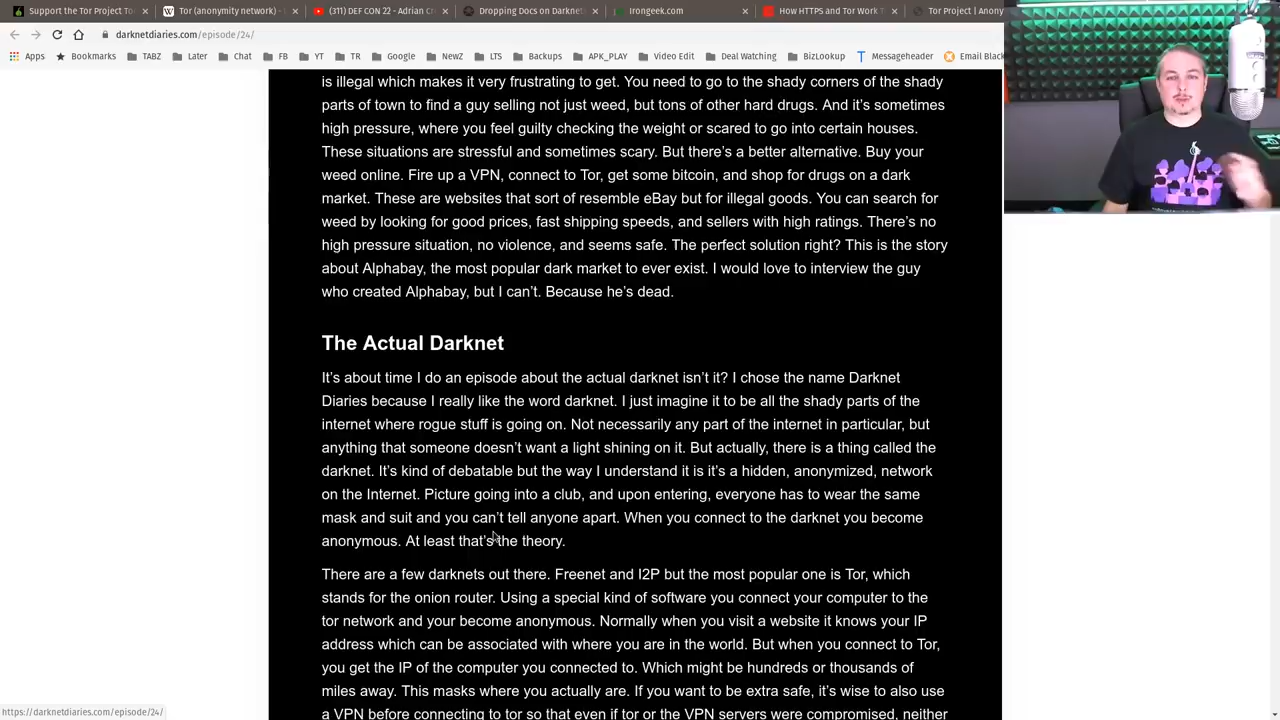 Support the Tor Project To
Tor (anonymity network) -
(311) DEF CON 22 - Adrian C
Dropping Docs on Darknet
Irongeek.com
How HTTPS and Tor Work T
Tor Project | Anony
darknetdiaries.com/episode/24/
Apps
Bookmarks
TABZ
Later
Chat
FB
YT
TR
Google
NewZ
LTS
Backups
APK_PLAY
Video Edit
Deal Watching
BizLookup
Messageheader
Email Black
is illegal which makes it very frustrating to get. You need to go to the shady corners of the shady
parts of town to find a guy selling not just weed, but tons of other hard drugs. And it's sometimes
high pressure, where you feel guilty checking the weight or scared to go into certain houses.
These situations are stressful and sometimes scary. But there's a better alternative. Buy your
weed online. Fire up a VPN, connect to Tor, get some bitcoin, and shop for drugs on a dark
market. These are websites that sort of resemble eBay but for illegal goods. You can search for
weed by looking for good prices, fast shipping speeds, and sellers with high ratings. There's no
high pressure situation, no violence, and seems safe. The perfect solution right? This is the story
about Alphabay, the most popular dark market to ever exist. I would love to interview the guy
who created Alphabay, but I can't. Because he's dead.
The Actual Darknet
It's about time I do an episode about the actual darknet isn't it? I chose the name Darknet
Diaries because I really like the word darknet. I just imagine it to be all the shady parts of the
internet where rogue stuff is going on. Not necessarily any part of the internet in particular, but
anything that someone doesn't want a light shining on it. But actually, there is a thing called the
darknet. It's kind of debatable but the way I understand it is it's a hidden, anonymized, network
on the Internet. Picture going into a club, and upon entering, everyone has to wear the same
mask and suit and you can't tell anyone apart. When you connect to the darknet you become
anonymous. At least that's the theory.
There are a few darknets out there. Freenet and I2P but the most popular one is Tor, which
stands for the onion router. Using a special kind of software you connect your computer to the
tor network and your become anonymous. Normally when you visit a website it knows your IP
address which can be associated with where you are in the world. But when you connect to Tor,
you get the IP of the computer you connected to. Which might be hundreds or thousands of
miles away. This masks where you actually are. If you want to be extra safe, it's wise to also use
a VPN before connecting to tor so that even if tor or the VPN servers were compromised, neither
https://darknetdiaries.com/episode/24/